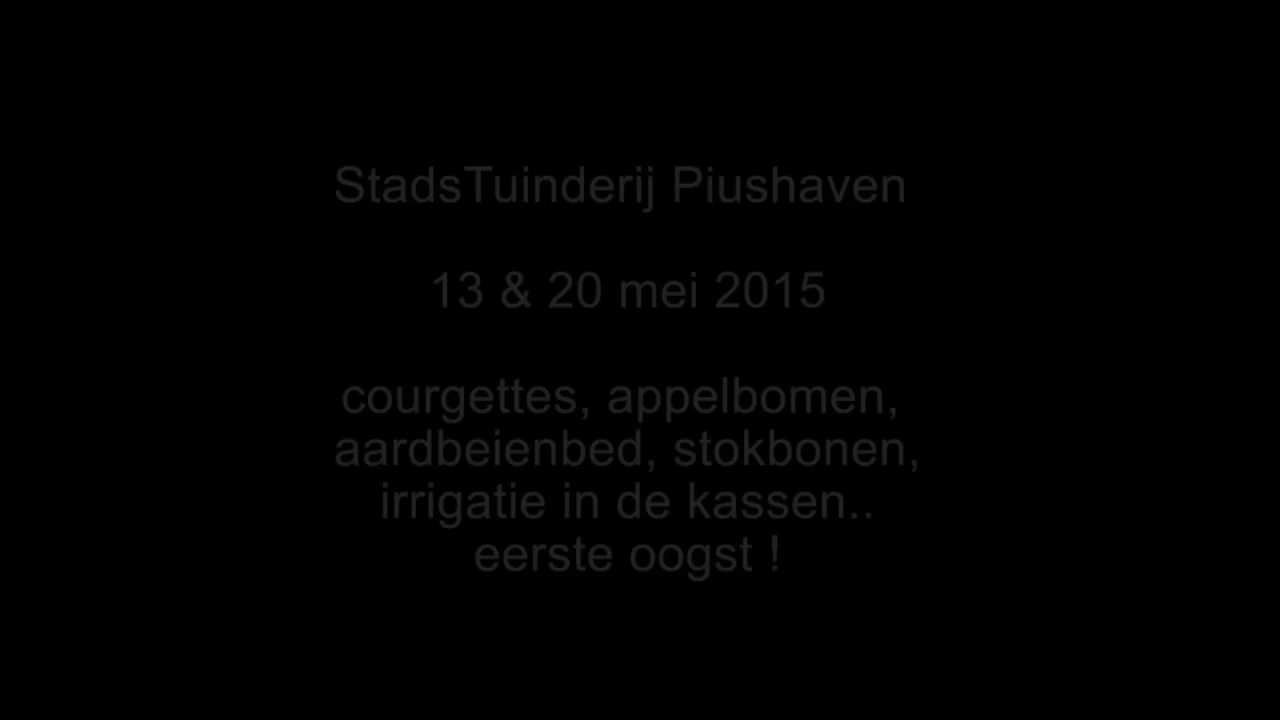 StadsTuinderij Piushaven
13 & 20 mei 2015
courgettes, appelbomen,
aardbeienbed, stokbonen,
irrigatie in de kassen..
eerste oogst !